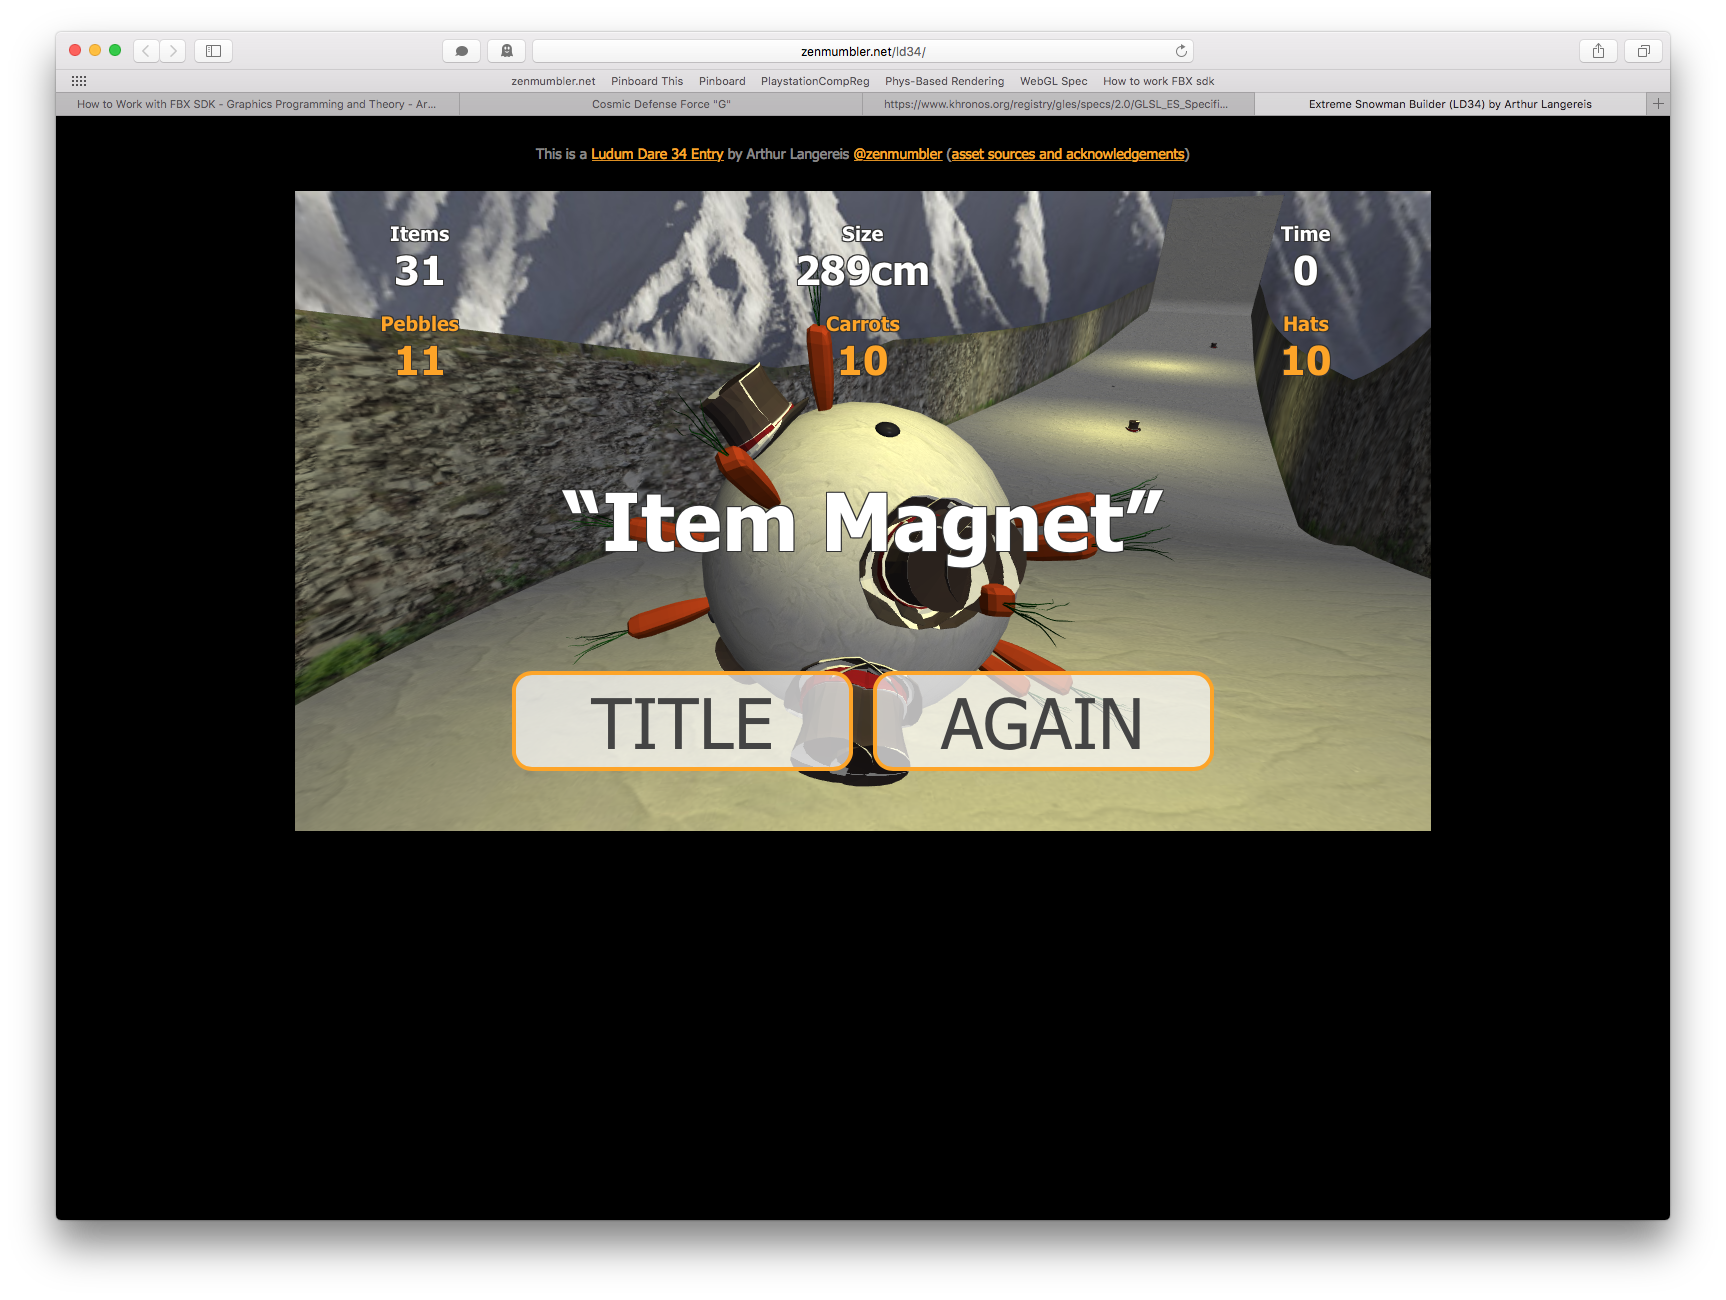 zenmumbler.net/ld34/
zenmumbler.net Pinboard This Pinboard PlaystationCompReg Phys-Based Rendering WebGL Spec How to work FBX sdk
How to Work with FBX SDK - Graphics Programming and Theory - Ar... Cosmic Defense Force "G" https://www.khronos.org/registry/gles/specs/2.0/GLSL_ES_Specifi... Extreme Snowman Builder (LD34) by Arthur Langereis
This is a Ludum Dare 34 Entry by Arthur Langereis @zenmumbler (asset sources and acknowledgements)
Items Size Time
31 289cm 0
Pebbles Carrots Hats
11 10 10
“Item Magnet”
TITLE AGAIN